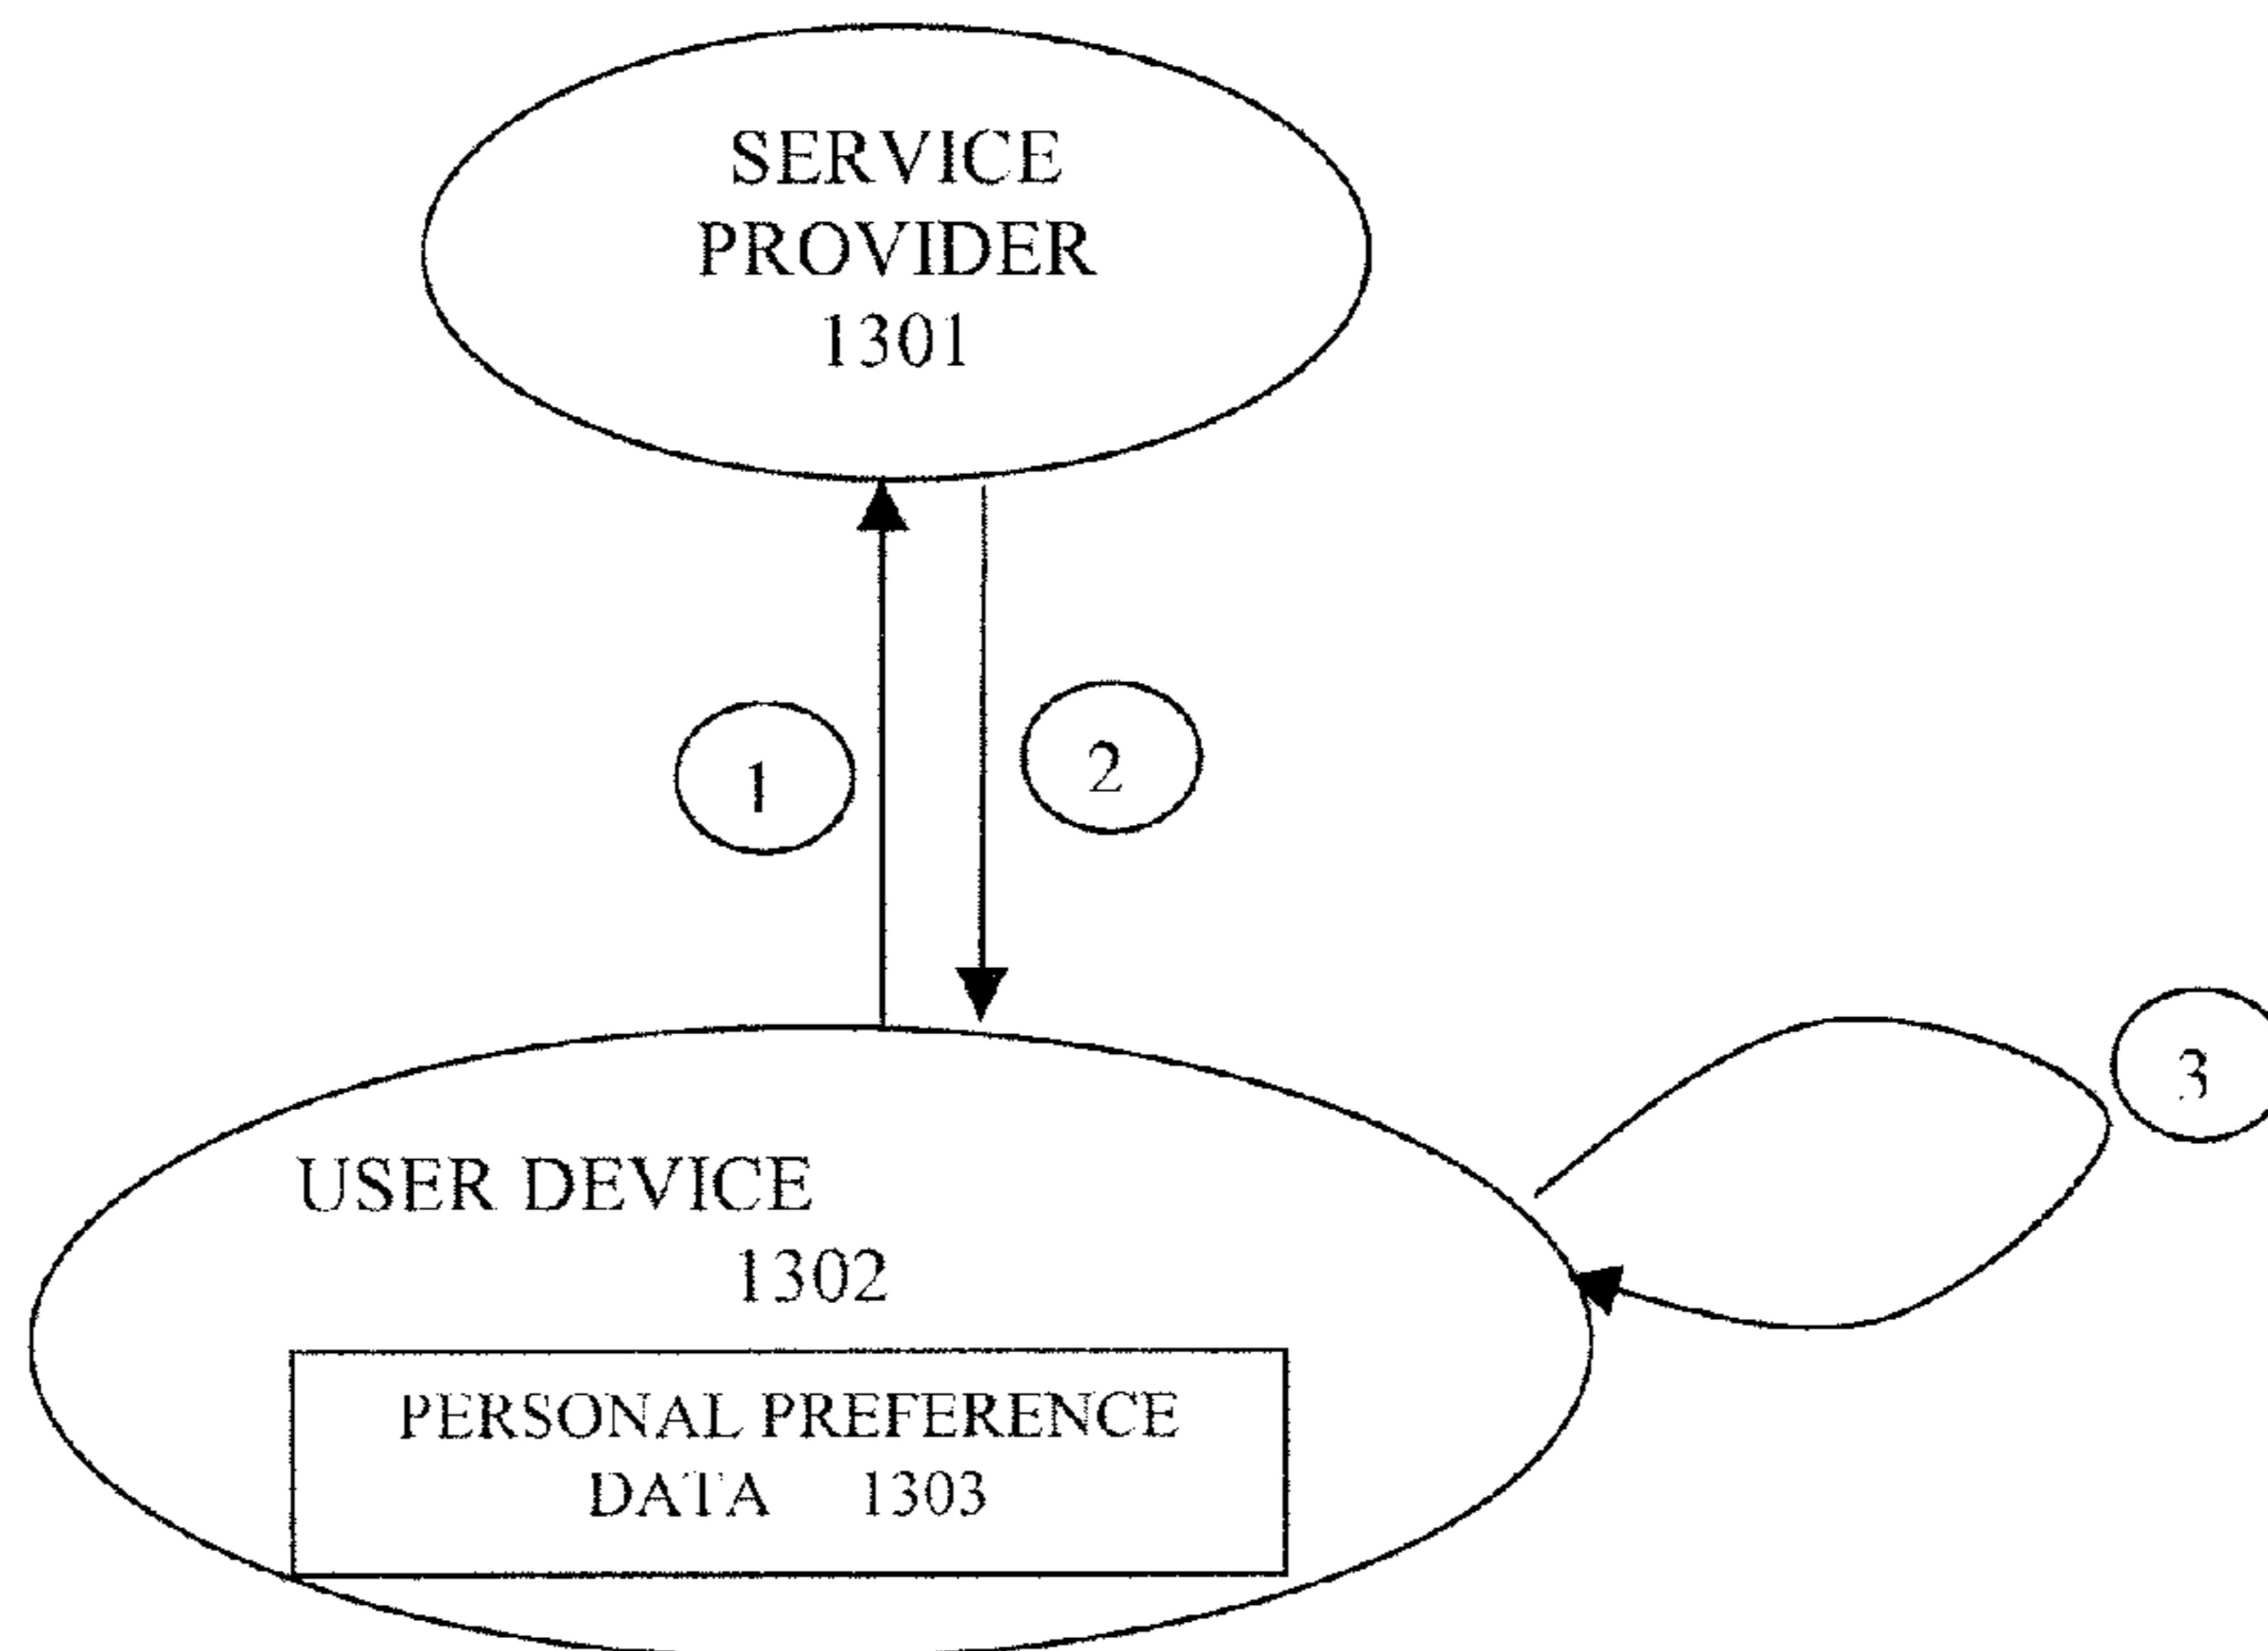 SERVICE
PROVIDER
1301
1
2
3
USER DEVICE
1302
PERSONAL PREFERENCE
DATA 1303